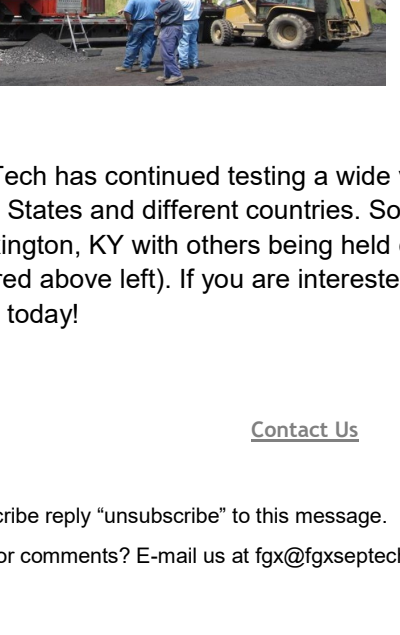 Tech has continued testing a wide
States and different countries. So
ington, KY with others being held
red above left). If you are intereste
today!
Contact Us
cribe reply “unsubscribe” to this message.
or comments? E-mail us at fgx@fgxseptech